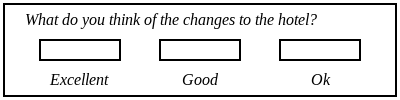 What do you think of the changes to the hotel?
Excellent Good Ok